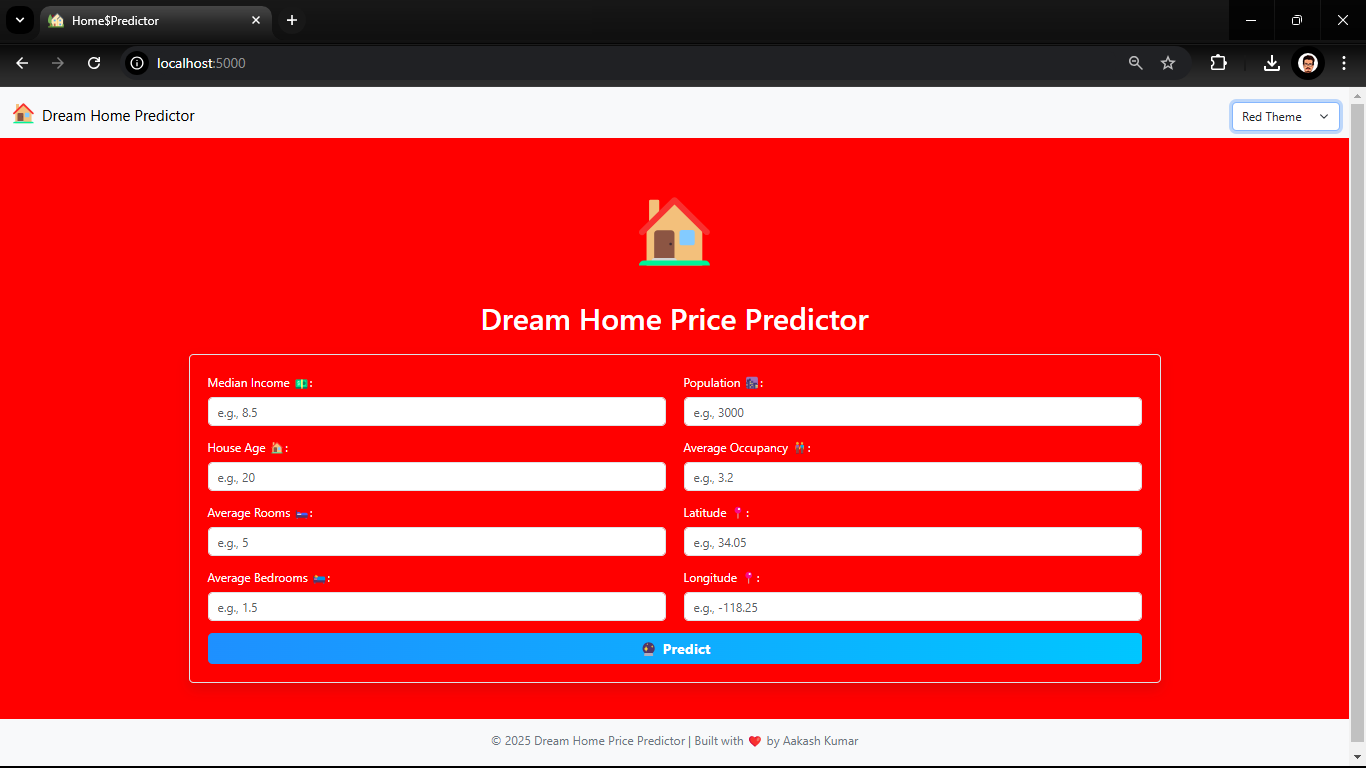 Home$Predictor
localhost:5000
Dream Home Predictor
Red Theme
Dream Home Price Predictor
Median Income 💵:
e.g., 8.5
Population 🌆:
e.g., 3000
House Age 🏠:
e.g., 20
Average Occupancy 👥:
e.g., 3.2
Average Rooms 🛏️:
e.g., 5
Latitude 📍:
e.g., 34.05
Average Bedrooms 🛌:
e.g., 1.5
Longitude 📍:
e.g., -118.25
🔮 Predict
© 2025 Dream Home Price Predictor | Built with ❤️ by Aakash Kumar